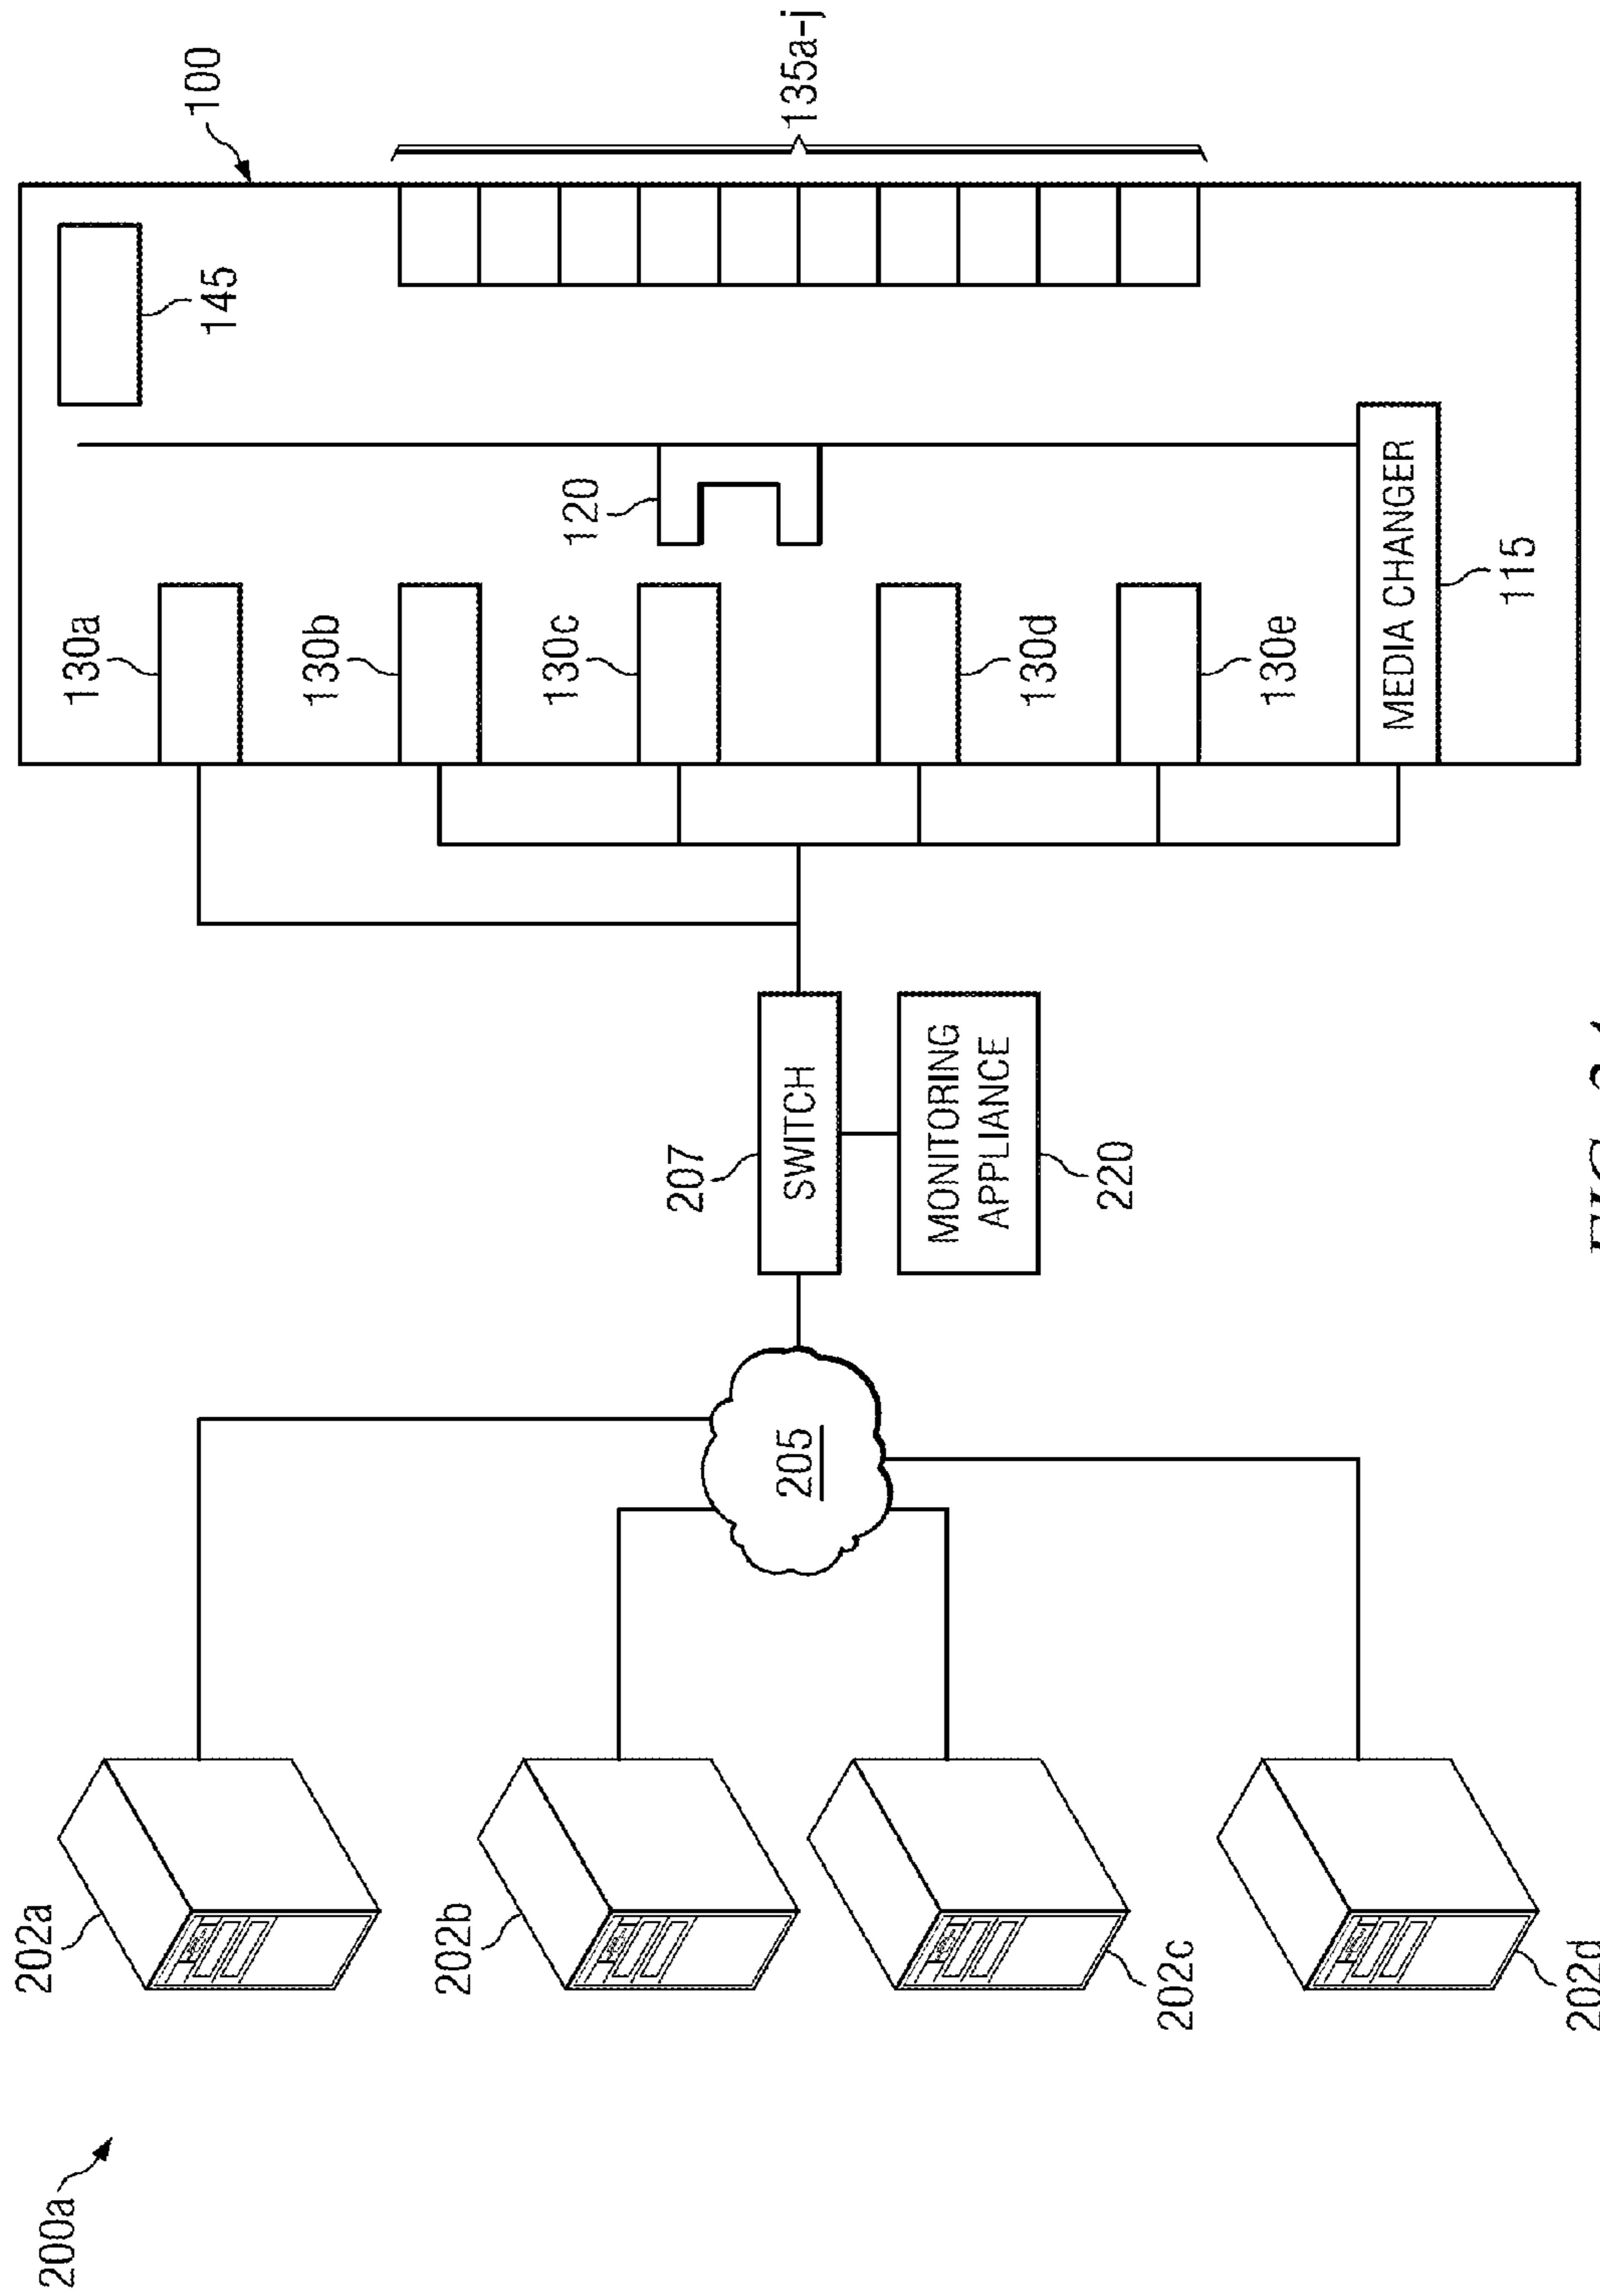 200a
202a
202b
202c
202d
205
207
SWITCH
MONITORING
APPLIANCE
220
130a
130b
130c
130d
130e
120
MEDIA CHANGER
115
145
100
135a-j